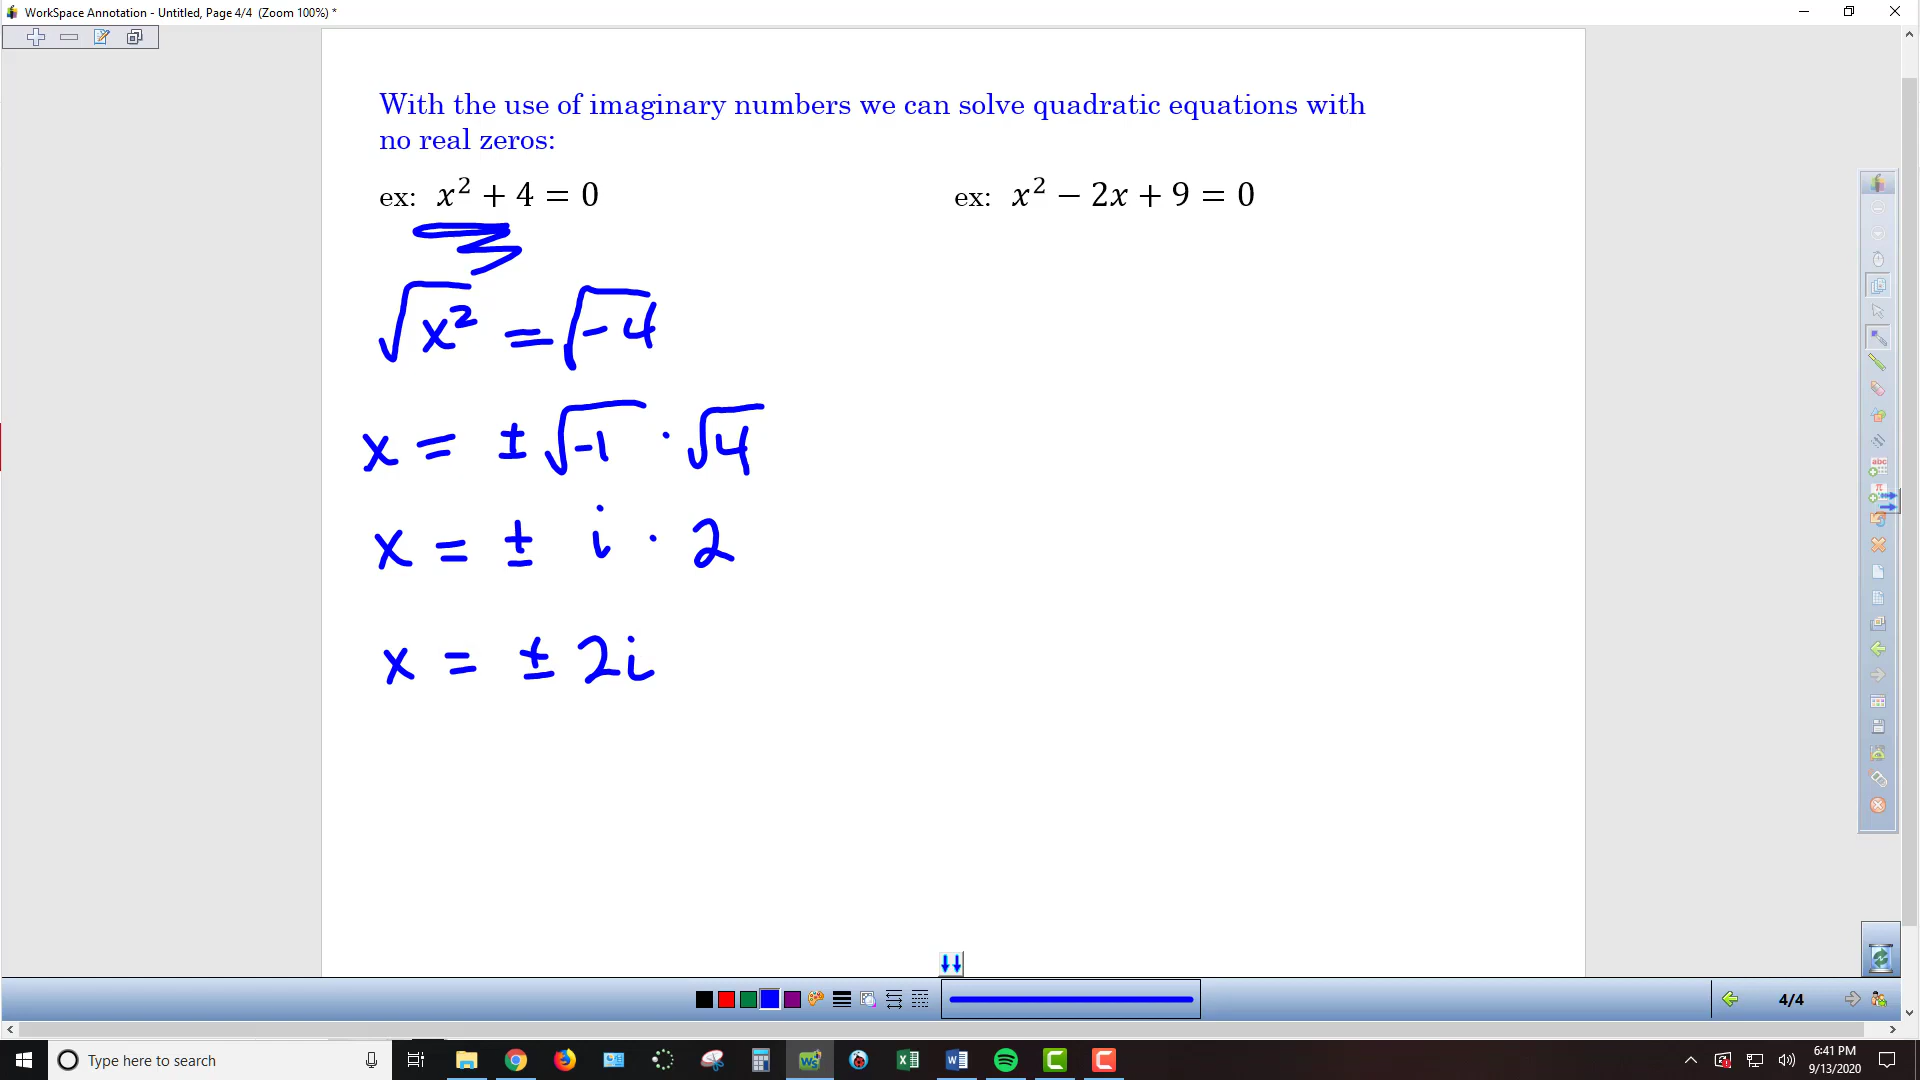 WorkSpace Annotation - Untitled, Page 4/4 (Zoom 100%) *
With the use of imaginary numbers we can solve quadratic equations with
no real zeros:
ex: x² + 4 = 0
√x² = √-4
x = ± √-1 · √4
x = ± i · 2
x = ± 2i
ex: x² − 2x + 9 = 0
abc
π
4/4
Type here to search
6:41 PM
9/13/2020